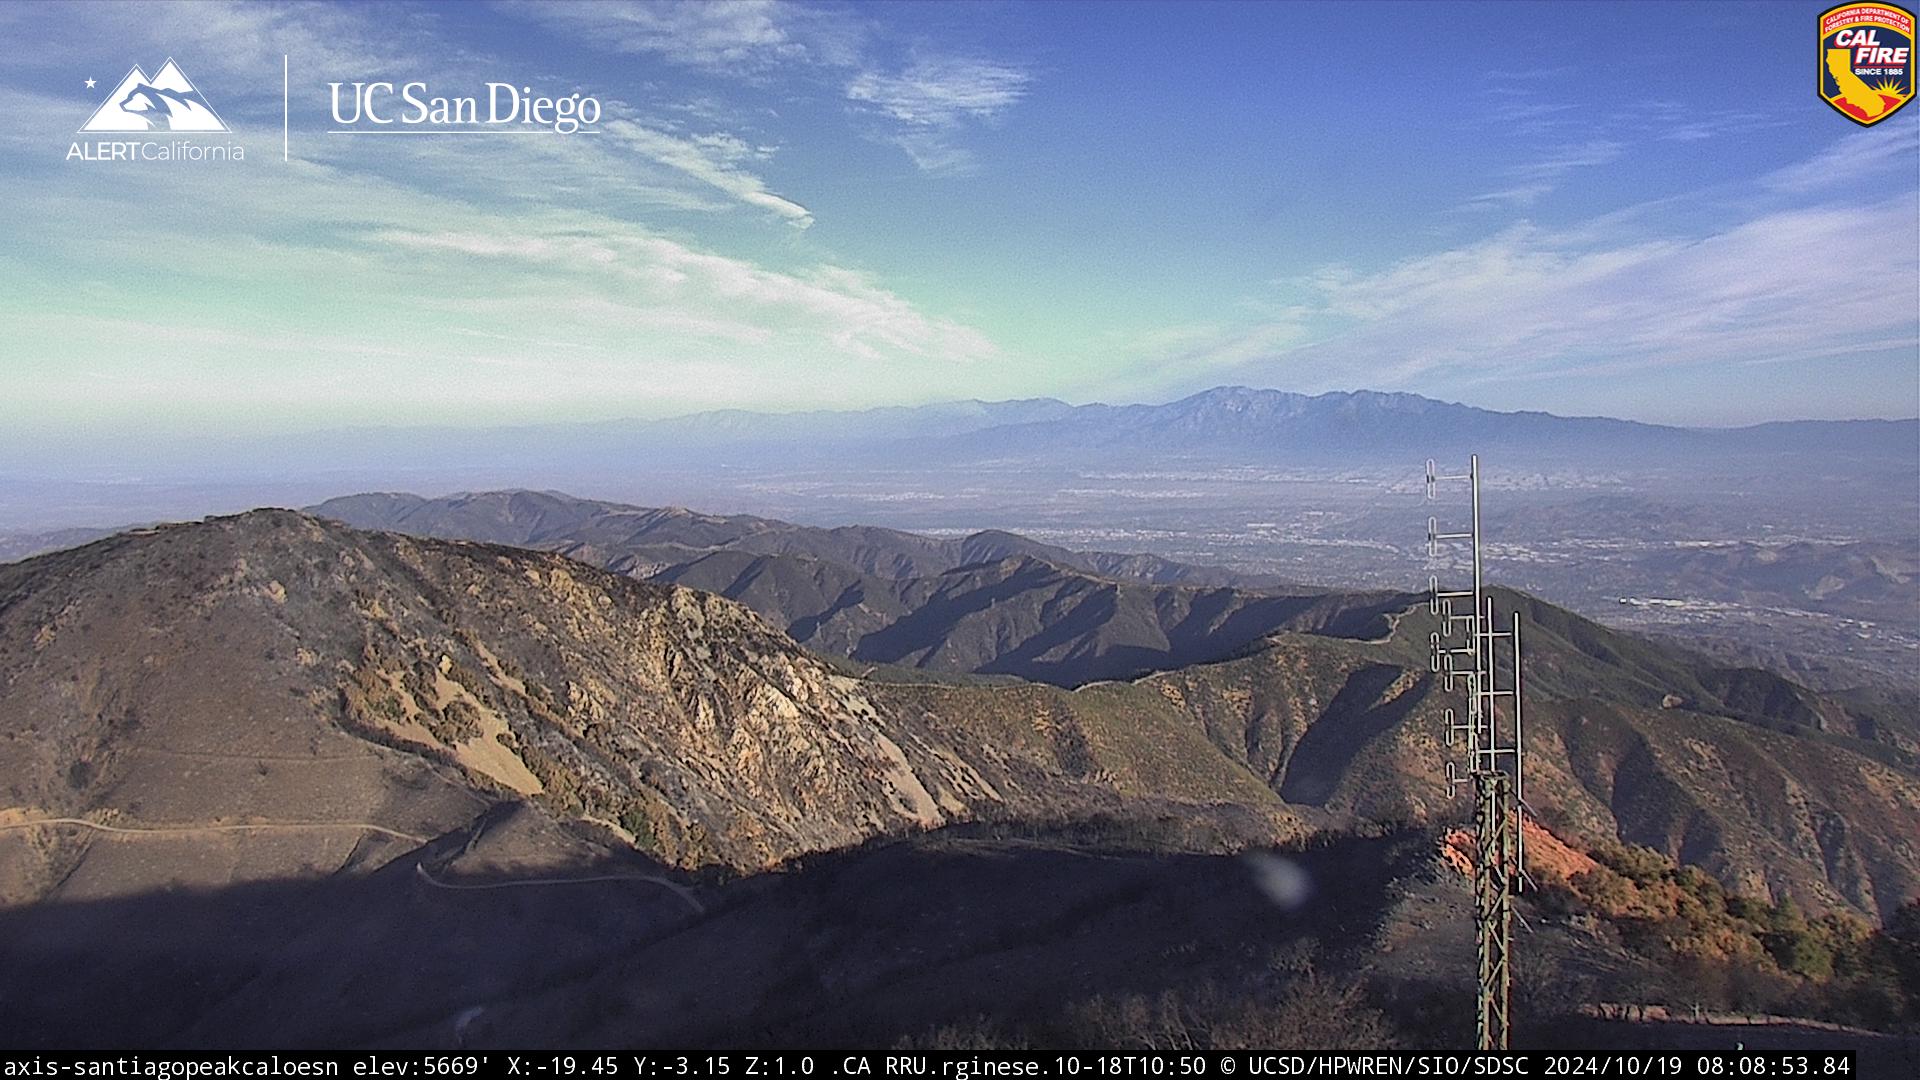 ALERTCalifornia
UC San Diego
CALIFORNIA DEPARTMENT OF
FORESTRY & FIRE PROTECTION
CAL
FIRE
SINCE 1885
axis-santiagopeakcaloesn elev:5669' X:-19.45 Y:-3.15 Z:1.0 .CA RRU.rginese.10-18T10:50 © UCSD/HPWREN/SIO/SDSC 2024/10/19 08:08:53.84